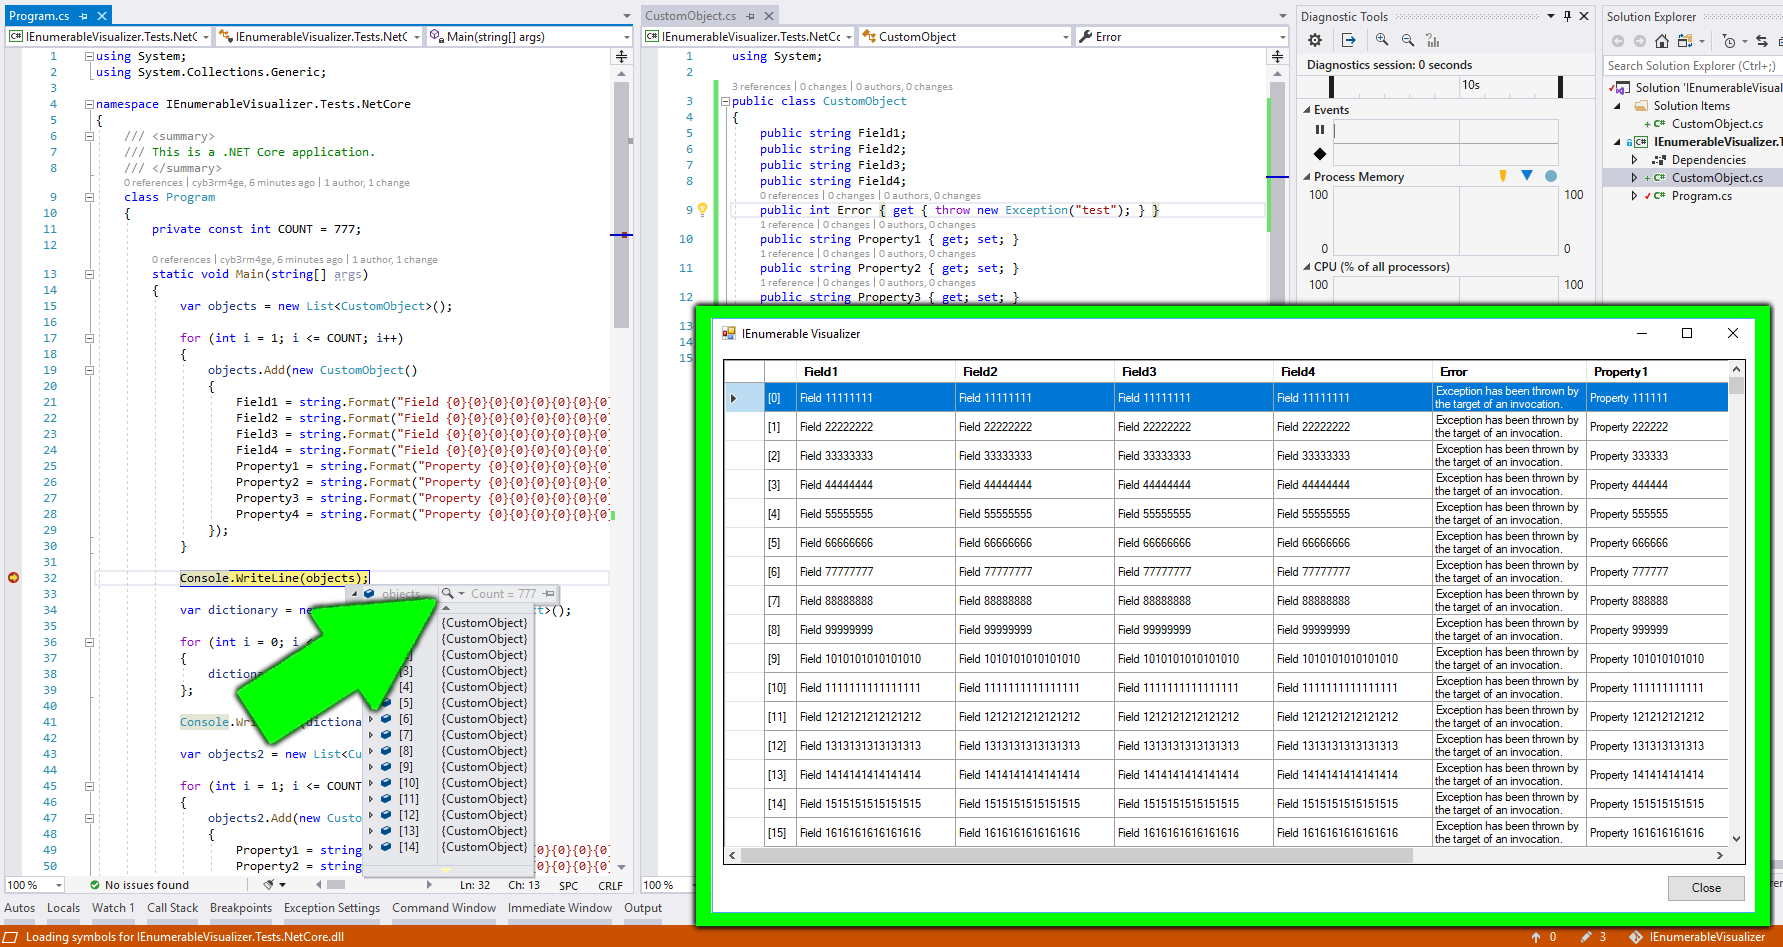 Program.cs
IEnumerableVisualizer.Tests.NetC
IEnumerableVisualizer.Tests.NetC
Main(string[] args)
1 using System;
2 using System.Collections.Generic;
3
4 namespace IEnumerableVisualizer.Tests.NetCore
5 {
6 /// <summary>
7 /// This is a .NET Core application.
8 /// </summary>
0 references | cyb3rm4ge, 6 minutes ago | 1 author, 1 change
9 class Program
10 {
11 private const int COUNT = 777;
12
0 references | cyb3rm4ge, 6 minutes ago | 1 author, 1 change
13 static void Main(string[] args)
14 {
15 var objects = new List<CustomObject>();
16
17 for (int i = 1; i <= COUNT; i++)
18 {
19 objects.Add(new CustomObject()
20 {
21 Field1 = string.Format("Field {0}{0}{0}{0}{0}{0}{0}{0}
22 Field2 = string.Format("Field {0}{0}{0}{0}{0}{0}{0}{0}
23 Field3 = string.Format("Field {0}{0}{0}{0}{0}{0}{0}{0}
24 Field4 = string.Format("Field {0}{0}{0}{0}{0}{0}{0}{0}
25 Property1 = string.Format("Property {0}{0}{0}{0}{0}{0}
26 Property2 = string.Format("Property {0}{0}{0}{0}{0}{0}
27 Property3 = string.Format("Property {0}{0}{0}{0}{0}{0}
28 Property4 = string.Format("Property {0}{0}{0}{0}{0}{0}
29 });
30 }
31
32 Console.WriteLine(objects);
33
34 var dictionary = ne t>();
35
36 for (int i = 0; i <
37 {
38 dictiona
39 };
40
41 Console.Wr (dictiona
42
43 var objects2 = new List<Cu
44
45 for (int i = 1; i <= COUNT
46 {
47 objects2.Add(new Custo
48 {
49 Property1 = string {0}{0}{0}{0}
50 Property2 = string {0}{0}{0}{0}
objects Count = 777
{CustomObject}
{CustomObject}
{CustomObject}
[3] {CustomObject}
[4] {CustomObject}
[5] {CustomObject}
[6] {CustomObject}
[7] {CustomObject}
[8] {CustomObject}
[9] {CustomObject}
[10] {CustomObject}
[11] {CustomObject}
[12] {CustomObject}
[13] {CustomObject}
[14] {CustomObject}
100 % No issues found Ln: 32 Ch: 13 SPC CRLF
CustomObject.cs
IEnumerableVisualizer.Tests.NetCc
CustomObject
Error
1 using System;
2
3 references | 0 changes | 0 authors, 0 changes
3 public class CustomObject
4 {
5 public string Field1;
6 public string Field2;
7 public string Field3;
8 public string Field4;
0 references | 0 changes | 0 authors, 0 changes
9 public int Error { get { throw new Exception("test"); } }
1 reference | 0 changes | 0 authors, 0 changes
10 public string Property1 { get; set; }
1 reference | 0 changes | 0 authors, 0 changes
11 public string Property2 { get; set; }
1 reference | 0 changes | 0 authors, 0 changes
12 public string Property3 { get; set; }
13
14
15
100 %
Diagnostic Tools
Diagnostics session: 0 seconds
10s
Events
Process Memory
100 100
0 0
CPU (% of all processors)
100 100
Solution Explorer
Search Solution Explorer (Ctrl+;)
Solution 'IEnumerableVisual
Solution Items
CustomObject.cs
IEnumerableVisualizer.T
Dependencies
CustomObject.cs
Program.cs
IEnumerable Visualizer
Field1 Field2 Field3 Field4 Error Property1
[0] Field 11111111 Field 11111111 Field 11111111 Field 11111111 Exception has been thrown by the target of an invocation. Property 111111
[1] Field 22222222 Field 22222222 Field 22222222 Field 22222222 Exception has been thrown by the target of an invocation. Property 222222
[2] Field 33333333 Field 33333333 Field 33333333 Field 33333333 Exception has been thrown by the target of an invocation. Property 333333
[3] Field 44444444 Field 44444444 Field 44444444 Field 44444444 Exception has been thrown by the target of an invocation. Property 444444
[4] Field 55555555 Field 55555555 Field 55555555 Field 55555555 Exception has been thrown by the target of an invocation. Property 555555
[5] Field 66666666 Field 66666666 Field 66666666 Field 66666666 Exception has been thrown by the target of an invocation. Property 666666
[6] Field 77777777 Field 77777777 Field 77777777 Field 77777777 Exception has been thrown by the target of an invocation. Property 777777
[7] Field 88888888 Field 88888888 Field 88888888 Field 88888888 Exception has been thrown by the target of an invocation. Property 888888
[8] Field 99999999 Field 99999999 Field 99999999 Field 99999999 Exception has been thrown by the target of an invocation. Property 999999
[9] Field 1010101010101010 Field 1010101010101010 Field 1010101010101010 Field 1010101010101010 Exception has been thrown by the target of an invocation. Property 101010101010
[10] Field 1111111111111111 Field 1111111111111111 Field 1111111111111111 Field 1111111111111111 Exception has been thrown by the target of an invocation. Property 111111111111
[11] Field 1212121212121212 Field 1212121212121212 Field 1212121212121212 Field 1212121212121212 Exception has been thrown by the target of an invocation. Property 121212121212
[12] Field 1313131313131313 Field 1313131313131313 Field 1313131313131313 Field 1313131313131313 Exception has been thrown by the target of an invocation. Property 131313131313
[13] Field 1414141414141414 Field 1414141414141414 Field 1414141414141414 Field 1414141414141414 Exception has been thrown by the target of an invocation. Property 141414141414
[14] Field 1515151515151515 Field 1515151515151515 Field 1515151515151515 Field 1515151515151515 Exception has been thrown by the target of an invocation. Property 151515151515
[15] Field 1616161616161616 Field 1616161616161616 Field 1616161616161616 Field 1616161616161616 Exception has been thrown by the target of an invocation. Property 161616161616
Close
Autos Locals Watch 1 Call Stack Breakpoints Exception Settings Command Window Immediate Window Output
Loading symbols for IEnumerableVisualizer.Tests.NetCore.dll
0 3 IEnumerableVisualizer